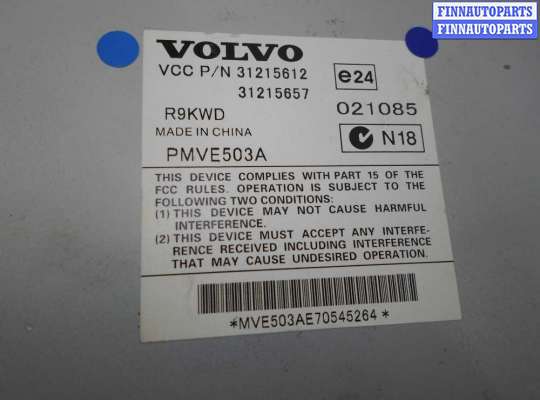 FINNAUTOPARTS
FINNAUTOPARTS
VOLVO
VCC P/N 31215612
31215657
e24
R9KWD
021085
MADE IN CHINA
N18
PMVE503A
THIS DEVICE COMPLIES WITH PART 15 OF THE
FCC RULES. OPERATION IS SUBJECT TO THE
FOLLOWING TWO CONDITIONS:
(1) THIS DEVICE MAY NOT CAUSE HARMFUL
INTERFERENCE.
(2) THIS DEVICE MUST ACCEPT ANY INTERFE-
RENCE RECEIVED INCLUDING INTERFERENCE
THAT MAY CAUSE UNDESIRED OPERATION.
*MVE503AE70545264*